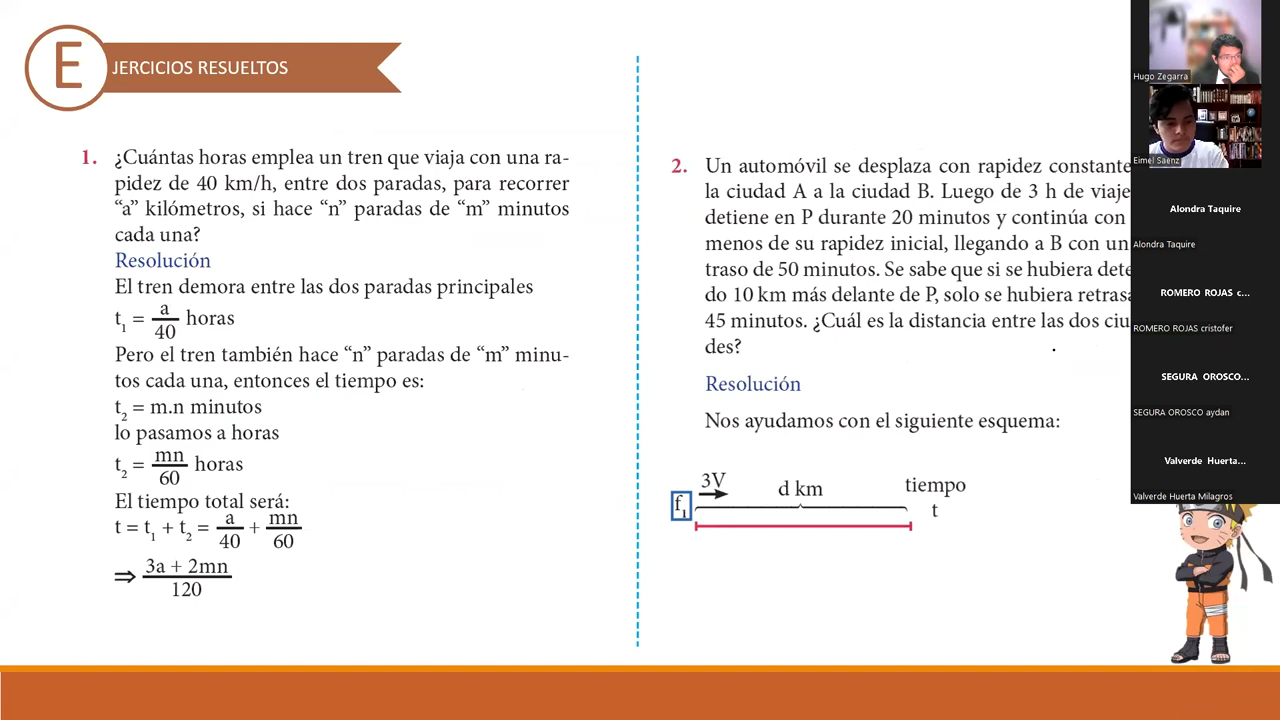 E JERCICIOS RESUELTOS
1. ¿Cuántas horas emplea un tren que viaja con una ra-
pidez de 40 km/h, entre dos paradas, para recorrer
“a” kilómetros, si hace “n” paradas de “m” minutos
cada una?
Resolución
El tren demora entre las dos paradas principales
t₁ = a/40 horas
Pero el tren también hace “n” paradas de “m” minu-
tos cada una, entonces el tiempo es:
t₂ = m.n minutos
lo pasamos a horas
t₂ = mn/60 horas
El tiempo total será:
t = t₁ + t₂ = a/40 + mn/60
⇒ 3a + 2mn/120
2. Un automóvil se desplaza con rapidez constante
la ciudad A a la ciudad B. Luego de 3 h de viaje
detiene en P durante 20 minutos y continúa con
menos de su rapidez inicial, llegando a B con un
traso de 50 minutos. Se sabe que si se hubiera dete
do 10 km más delante de P, solo se hubiera retrasa
45 minutos. ¿Cuál es la distancia entre las dos ciu
des?
Resolución
Nos ayudamos con el siguiente esquema:
3V
d km
tiempo
f₁
t
Hugo Zegarra
Eimel Saenz
Alondra Taquire
Alondra Taquire
ROMERO ROJAS c...
ROMERO ROJAS cristofer
SEGURA OROSCO...
SEGURA OROSCO aydan
Valverde Huerta...
Valverde Huerta Milagros